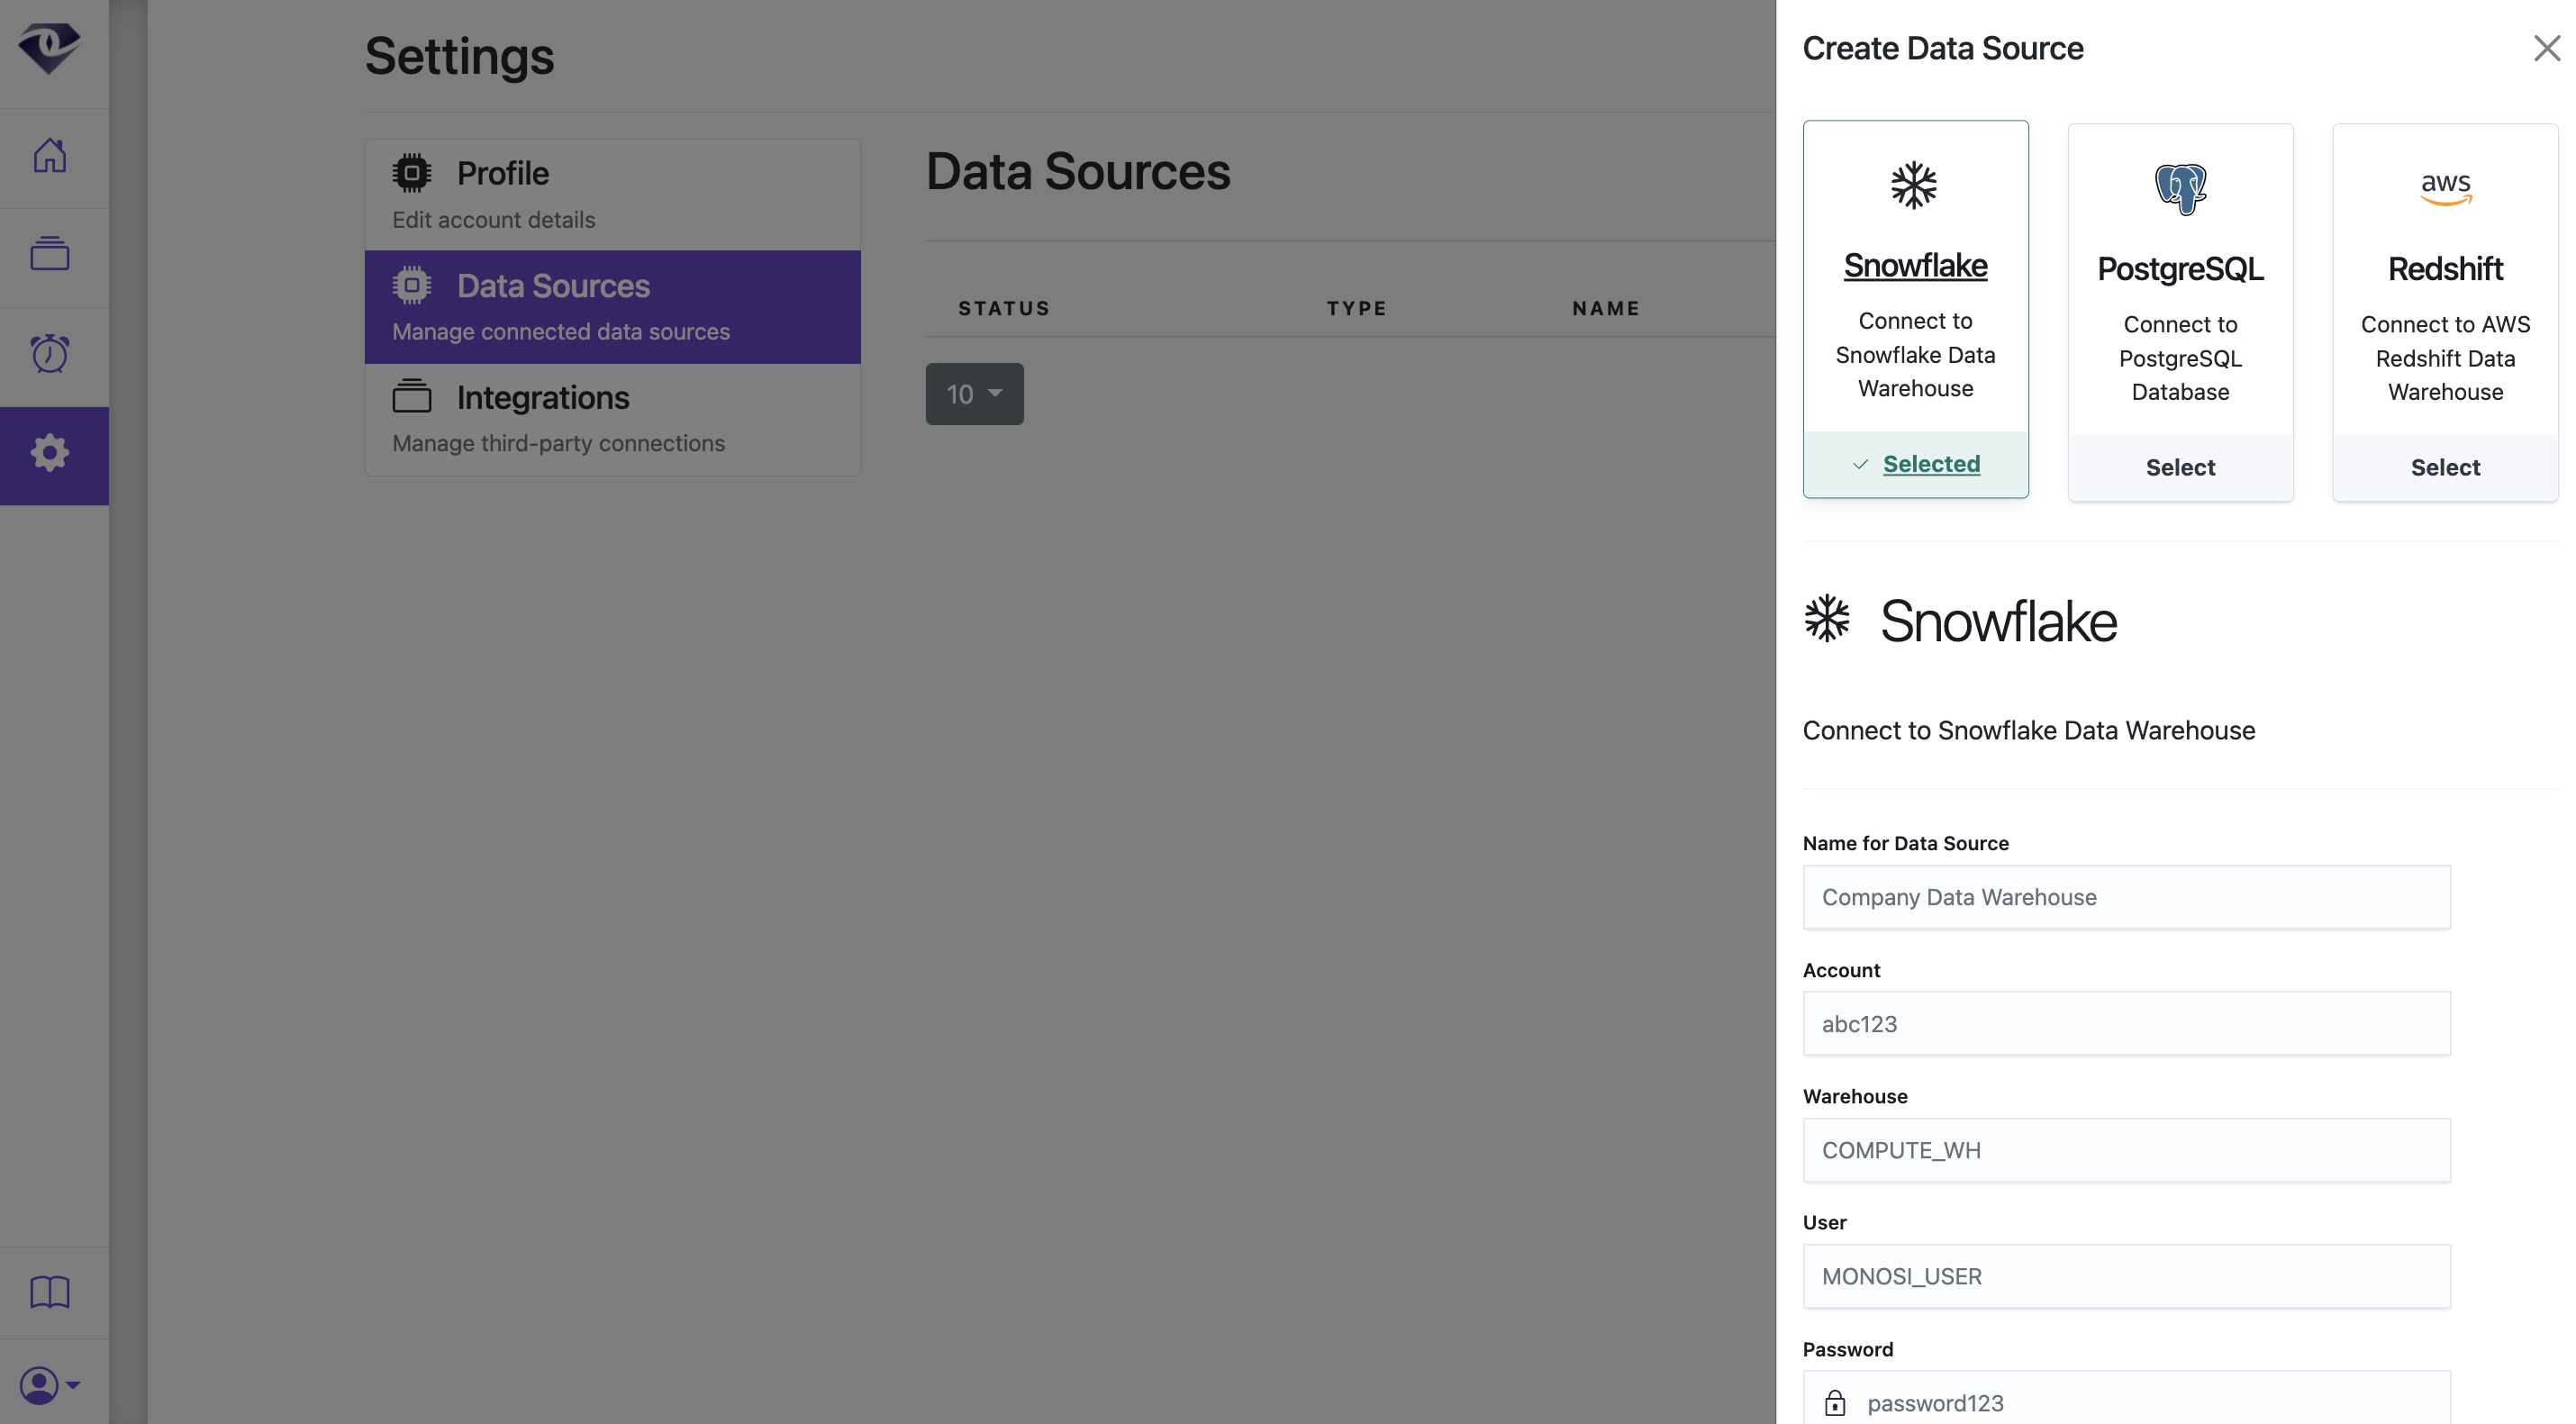 Settings
Profile
Edit account details
Data Sources
Manage connected data sources
Integrations
Manage third-party connections
Data Sources
STATUS TYPE NAME
10
Create Data Source
Snowflake
Connect to
Snowflake Data
Warehouse
Selected
PostgreSQL
Connect to
PostgreSQL
Database
Select
aws
Redshift
Connect to AWS
Redshift Data
Warehouse
Select
Snowflake
Connect to Snowflake Data Warehouse
Name for Data Source
Company Data Warehouse
Account
abc123
Warehouse
COMPUTE_WH
User
MONOSI_USER
Password
password123